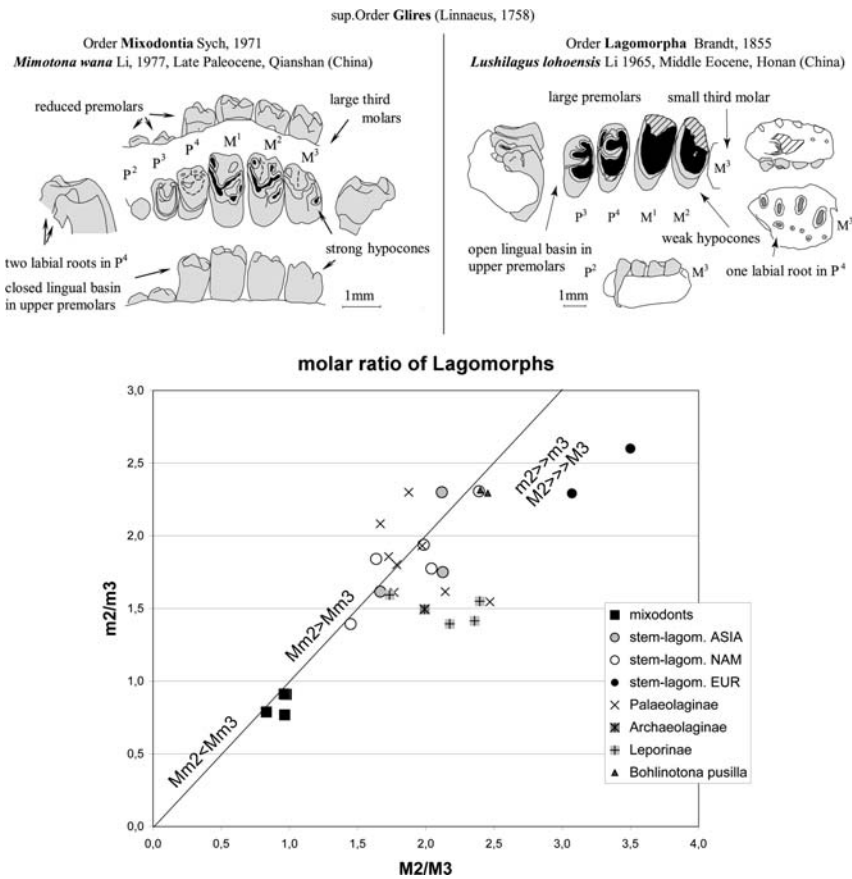 sup.Order Glires (Linnaeus, 1758)
Order Mixodontia Sych, 1971
Mimotona wana Li, 1977, Late Paleocene, Qianshan (China)
reduced premolars
large third
molars
P²
P³
P⁴
M¹
M²
M³
two labial roots in P⁴
closed lingual basin
in upper premolars
strong hypocones
1mm
Order Lagomorpha Brandt, 1855
Lushilagus lohoensis Li 1965, Middle Eocene, Honan (China)
large premolars
small third molar
M³
P³
P⁴
M¹
M²
open lingual basin in
upper premolars
weak hypocones
M³
one labial root in P⁴
P²
M³
1mm
molar ratio of Lagomorphs
m2/m3
3,0
2,5
2,0
1,5
1,0
0,5
0,0
m2>>m3
M2>>>M3
Mm2>Mm3
Mm2<Mm3
mixodonts
stem-lagom. ASIA
stem-lagom. NAM
stem-lagom. EUR
Palaeolaginae
Archaeolaginae
Leporinae
Bohlinotona pusilla
0,0 0,5 1,0 1,5 2,0 2,5 3,0 3,5 4,0
M2/M3